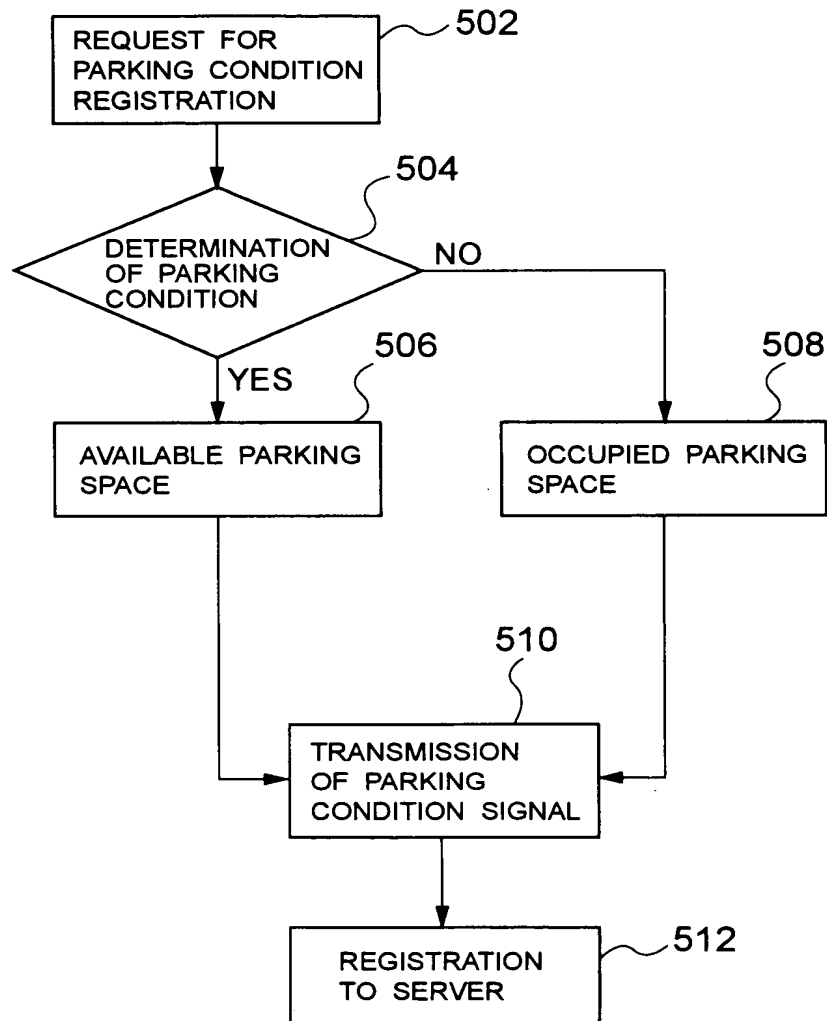 REQUEST FOR
PARKING CONDITION
REGISTRATION
502
504
DETERMINATION
OF PARKING
CONDITION
NO
YES
506
508
AVAILABLE PARKING
SPACE
OCCUPIED PARKING
SPACE
510
TRANSMISSION
OF PARKING
CONDITION SIGNAL
REGISTRATION
TO SERVER
512